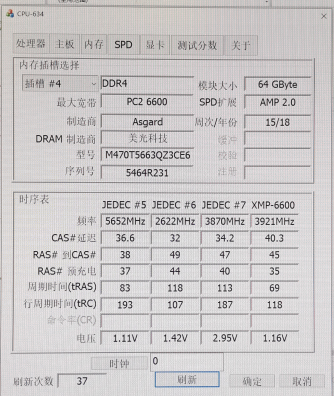 CPU-634
处理器 主板 内存 SPD 显卡 测试分数 关于
内存插槽选择
插槽 #4 DDR4 模块大小 64 GByte
最大宽带 PC2 6600 SPD扩展 AMP 2.0
制造商 Asgard 周次/年份 15/18
DRAM 制造商 美光科技 缓冲
型号 M470T5663QZ3CE6 校验
序列号 5464R231 注册
时序表
JEDEC #5 JEDEC #6 JEDEC #7 XMP-6600
频率 5652MHz 2622MHz 3870MHz 3921MHz
CAS#延迟 36.6 32 34.2 40.3
RAS# 到CAS# 38 49 47 45
RAS# 预充电 37 44 40 35
周期时间(tRAS) 83 118 113 69
行周期时间(tRC) 193 107 187 118
命令率(CR)
电压 1.11V 1.42V 2.95V 1.16V
时钟 0
刷新次数 37 刷新 确定 取消